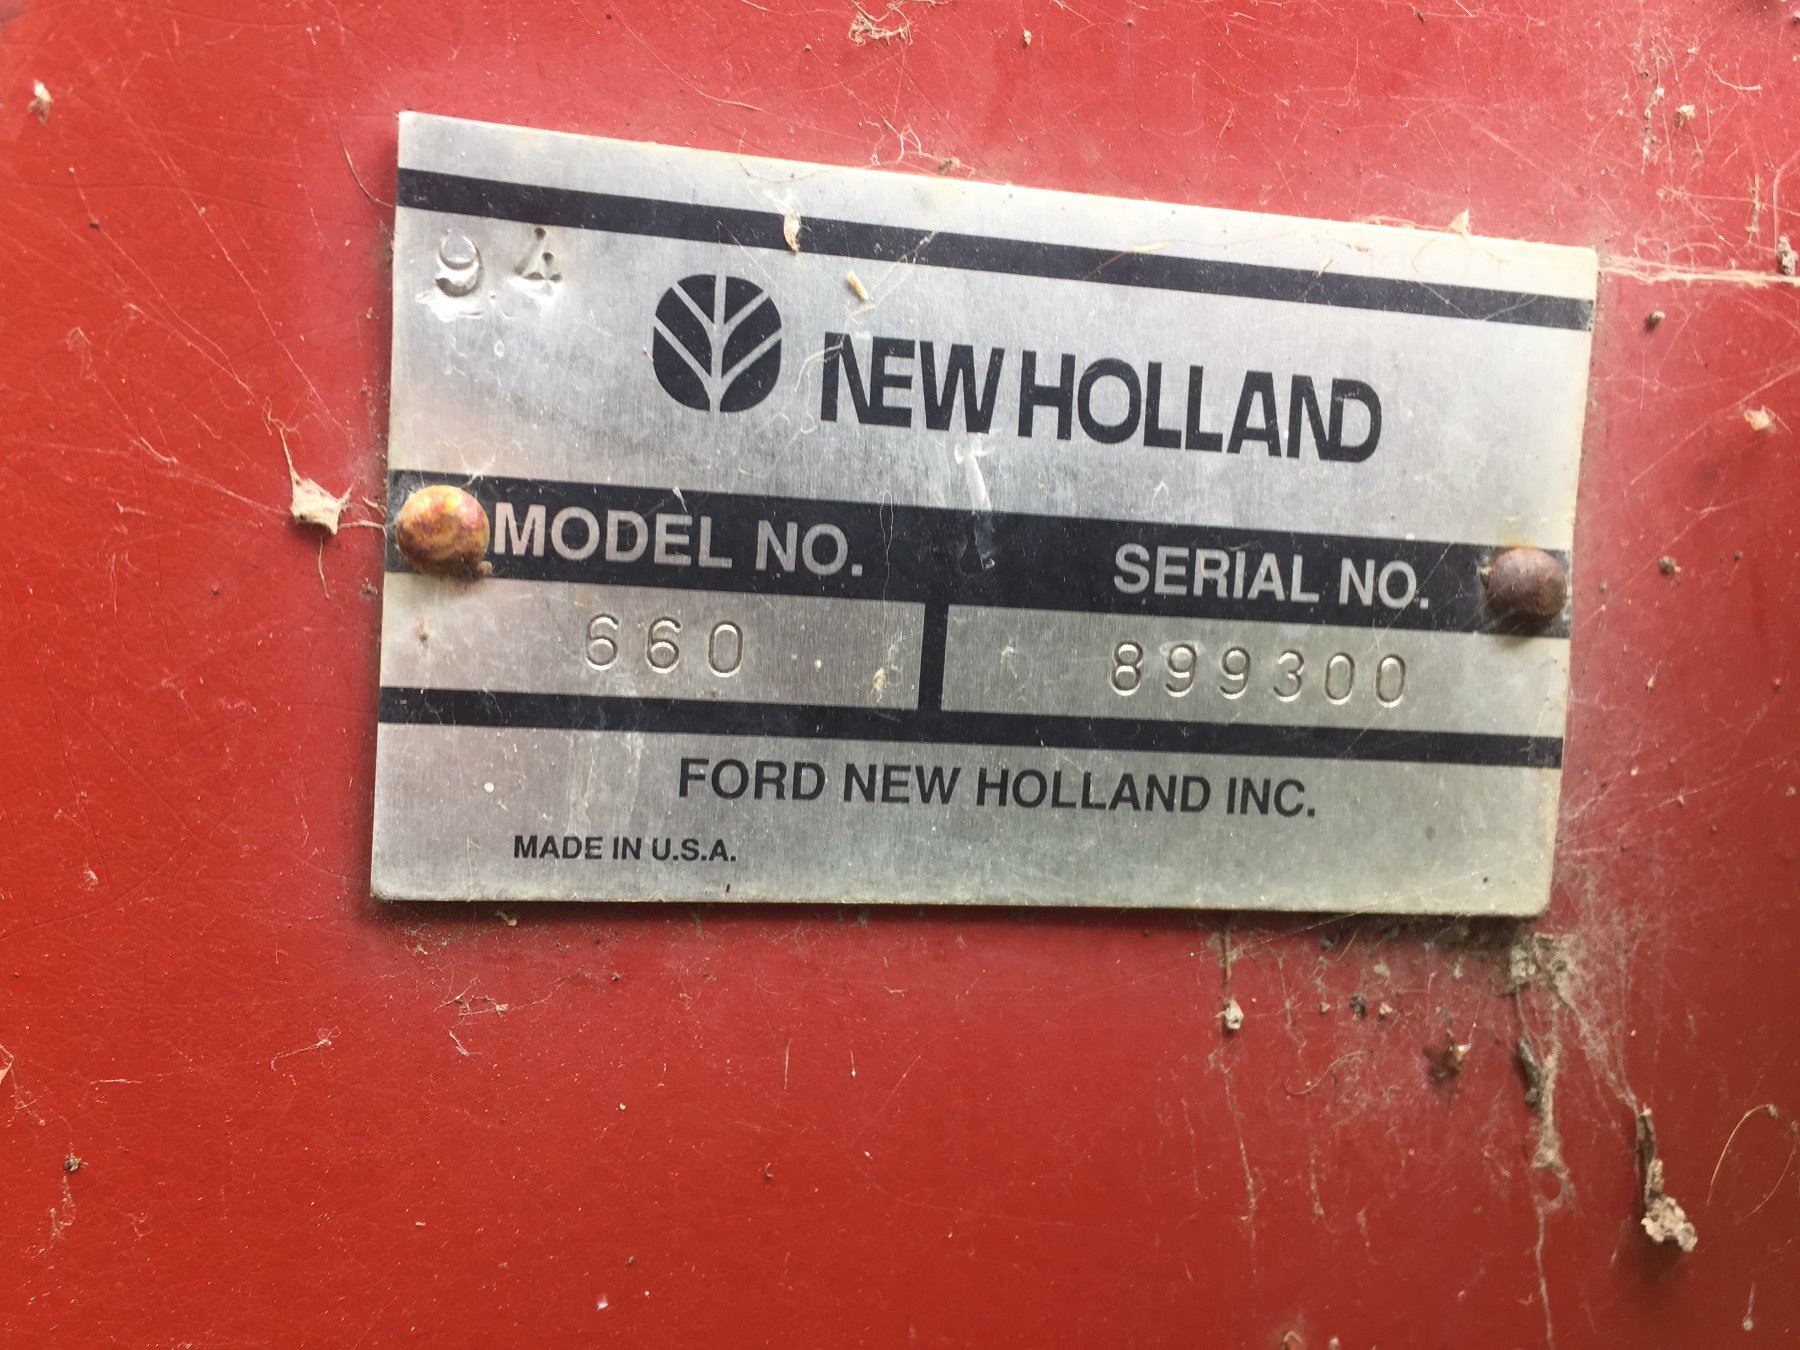 94
NEW HOLLAND
MODEL NO. SERIAL NO.
660 899300
FORD NEW HOLLAND INC.
MADE IN U.S.A.